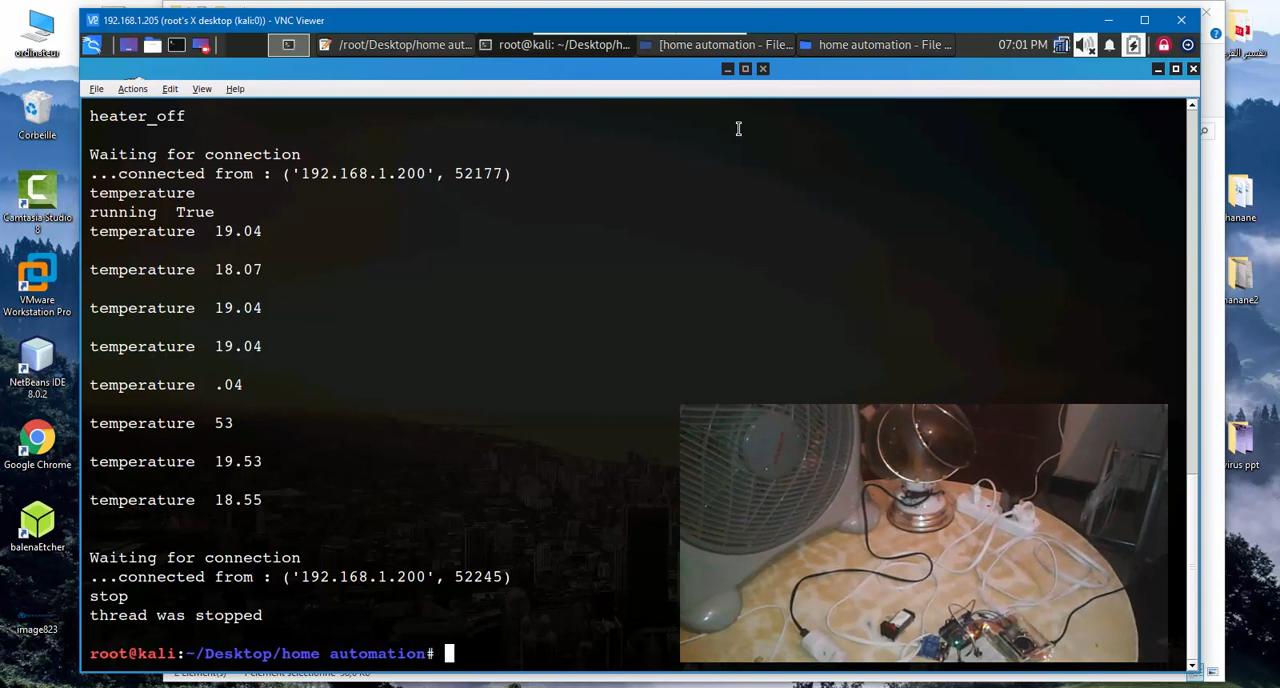 192.168.1.205 (root's X desktop (kali:0)) - VNC Viewer
/root/Desktop/home aut...
root@kali: ~/Desktop/h...
[home automation - File...
home automation - File ...
07:01 PM
File
Actions
Edit
View
Help
heater_off
Waiting for connection
...connected from : ('192.168.1.200', 52177)
temperature
running True
temperature 19.04
temperature 18.07
temperature 19.04
temperature 19.04
temperature .04
temperature 53
temperature 19.53
temperature 18.55
Waiting for connection
...connected from : ('192.168.1.200', 52245)
stop
thread was stopped
root@kali:~/Desktop/home automation#
ordinateur
Corbeille
Camtasia Studio
8
VMware
Workstation Pro
NetBeans IDE
8.0.2
Google Chrome
balenaEtcher
image823
hanane
hanane2
virus ppt